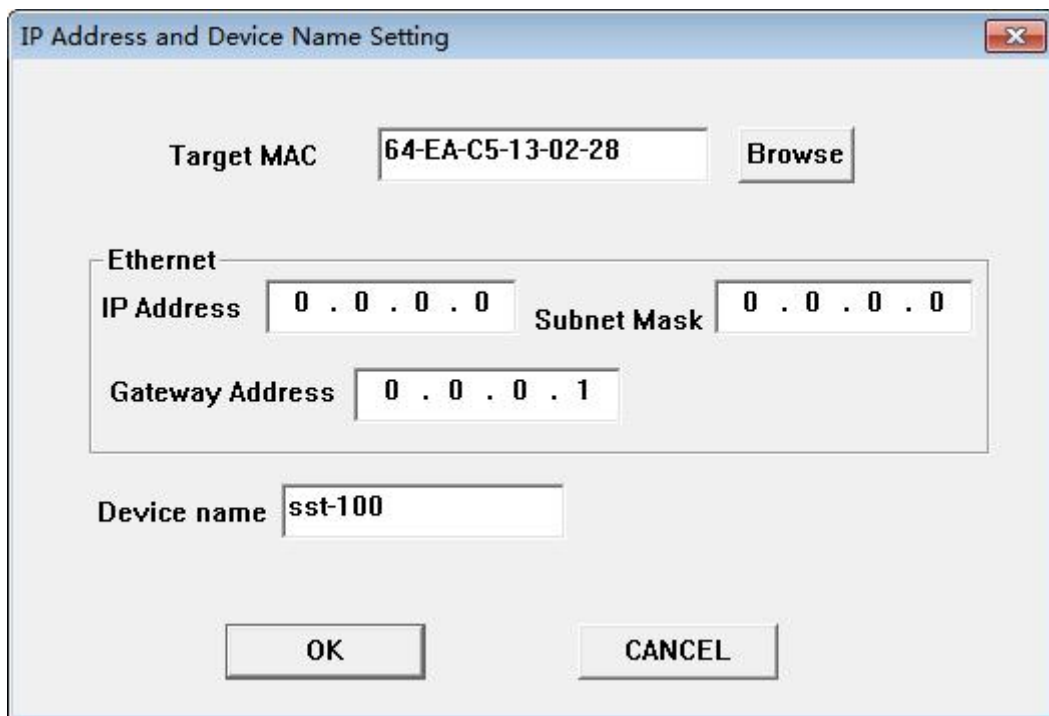 IP Address and Device Name Setting
Target MAC 64-EA-C5-13-02-28 Browse
Ethernet
IP Address 0 . 0 . 0 . 0 Subnet Mask 0 . 0 . 0 . 0
Gateway Address 0 . 0 . 0 . 1
Device name sst-100
OK CANCEL